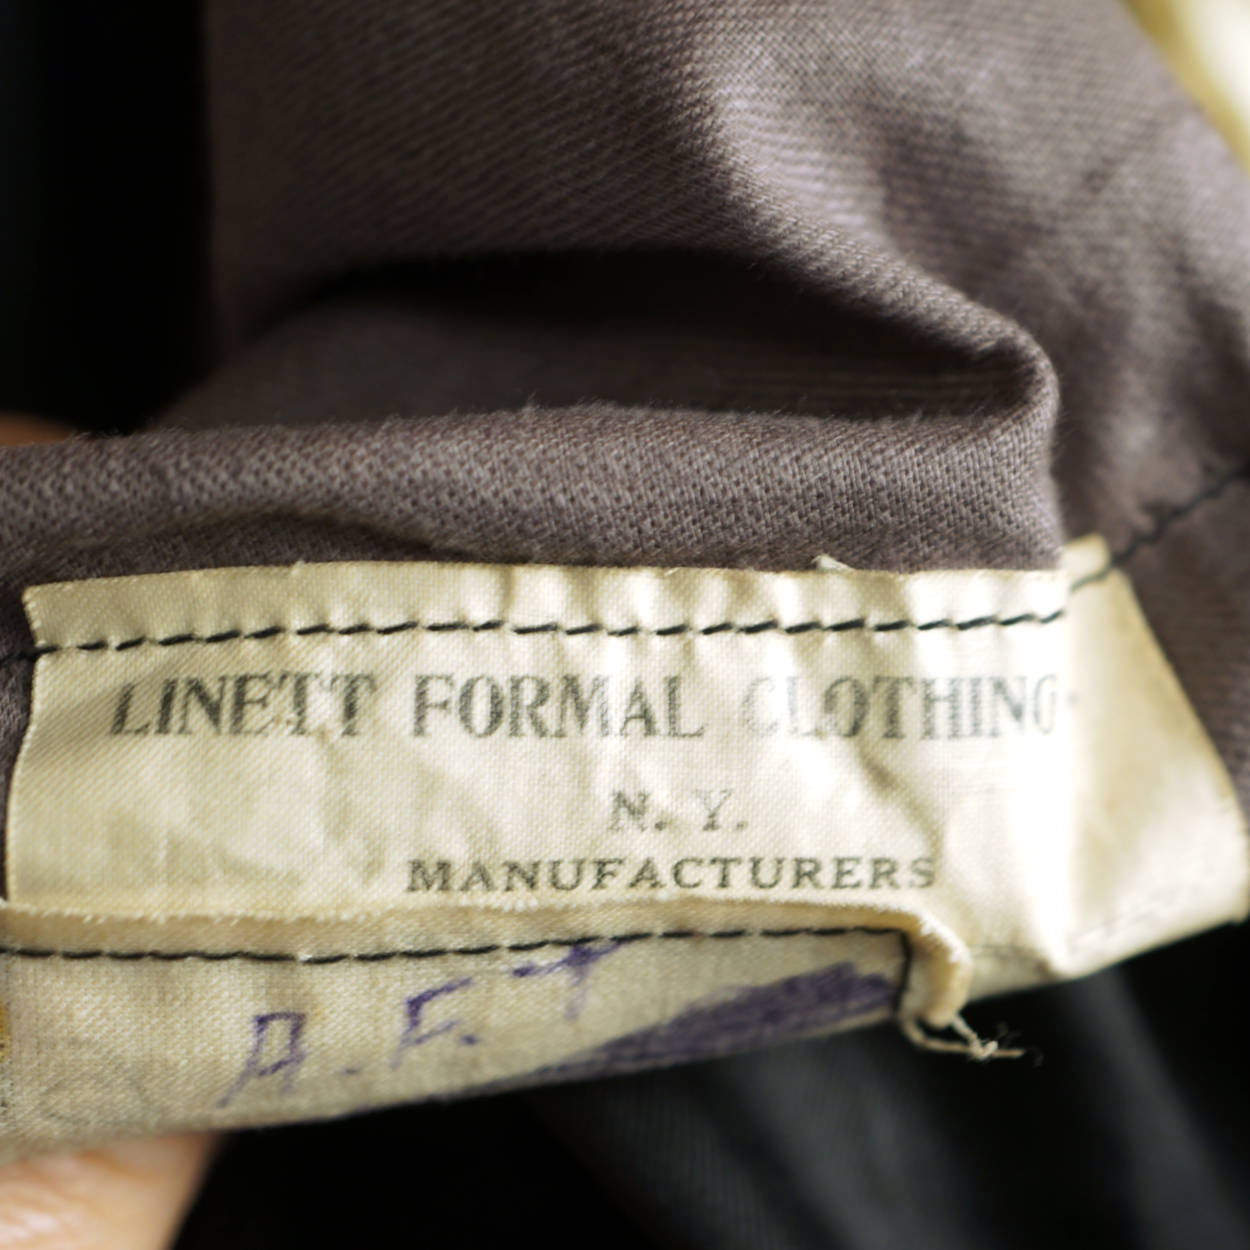 LINETT FORMAL CLOTHING
N. Y.
MANUFACTURERS